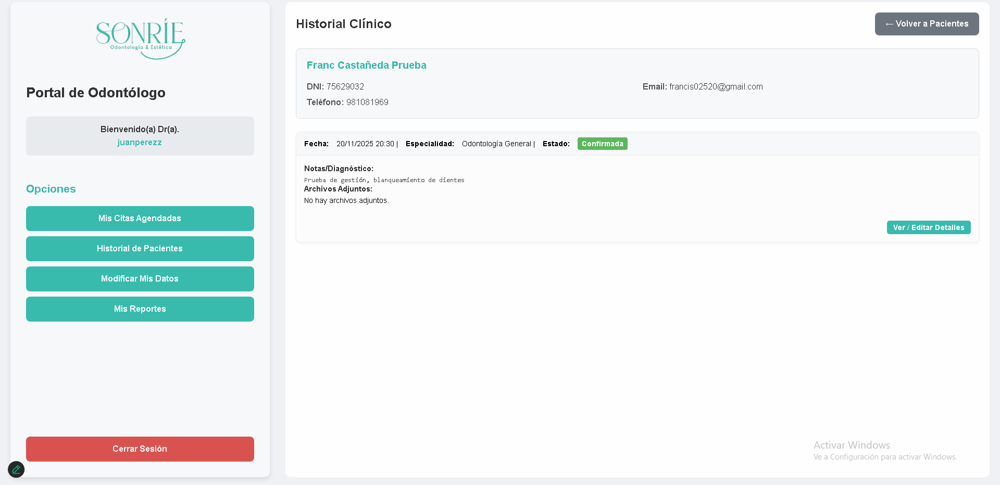 SONRÍE
Odontología & Estética
Portal de Odontólogo
Bienvenido(a) Dr(a).
juanperezz
Opciones
Mis Citas Agendadas
Historial de Pacientes
Modificar Mis Datos
Mis Reportes
Cerrar Sesión
Historial Clínico
← Volver a Pacientes
Franc Castañeda Prueba
DNI: 75629032
Email: francis02520@gmail.com
Teléfono: 981081969
Fecha: 20/11/2025 20:30 | Especialidad: Odontología General | Estado: Confirmada
Notas/Diagnóstico:
Prueba de gestión, blanqueamiento de dientes
Archivos Adjuntos:
No hay archivos adjuntos.
Ver / Editar Detalles
Activar Windows
Ve a Configuración para activar Windows.